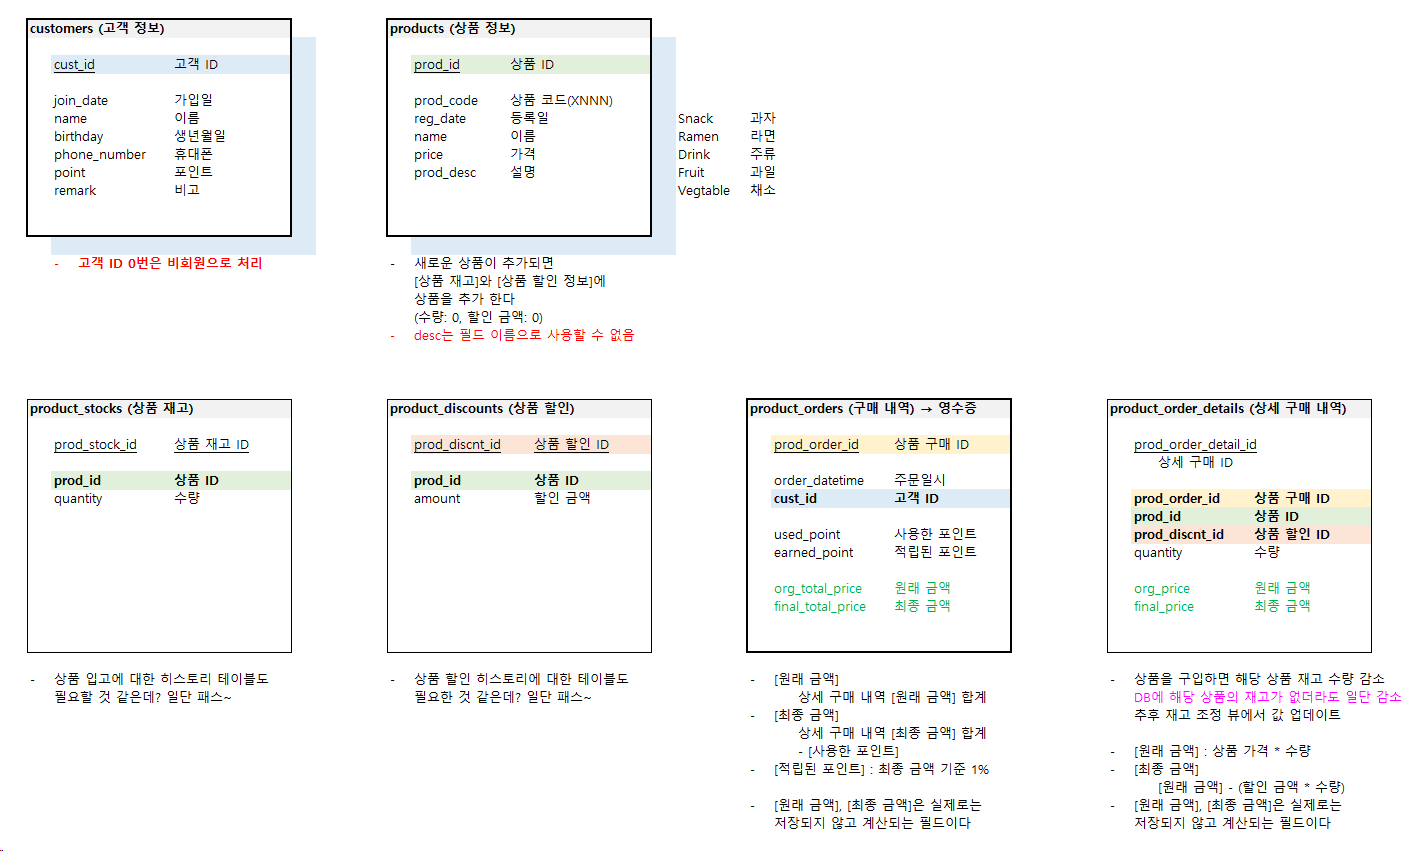 customers (고객 정보)
cust_id 고객 ID
join_date 가입일
name 이름
birthday 생년월일
phone_number 휴대폰
point 포인트
remark 비고
- 고객 ID 0번은 비회원으로 처리
products (상품 정보)
prod_id 상품 ID
prod_code 상품 코드(XNNN)
reg_date 등록일
name 이름
price 가격
prod_desc 설명
Snack 과자
Ramen 라면
Drink 주류
Fruit 과일
Vegtable 채소
- 새로운 상품이 추가되면
[상품 재고]와 [상품 할인 정보]에
상품을 추가 한다
(수량: 0, 할인 금액: 0)
- desc는 필드 이름으로 사용할 수 없음
product_stocks (상품 재고)
prod_stock_id 상품 재고 ID
prod_id 상품 ID
quantity 수량
- 상품 입고에 대한 히스토리 테이블도
필요할 것 같은데? 일단 패스~
product_discounts (상품 할인)
prod_discnt_id 상품 할인 ID
prod_id 상품 ID
amount 할인 금액
- 상품 할인 히스토리에 대한 테이블도
필요한 것 같은데? 일단 패스~
product_orders (구매 내역) → 영수증
prod_order_id 상품 구매 ID
order_datetime 주문일시
cust_id 고객 ID
used_point 사용한 포인트
earned_point 적립된 포인트
org_total_price 원래 금액
final_total_price 최종 금액
- [원래 금액]
상세 구매 내역 [원래 금액] 합계
- [최종 금액]
상세 구매 내역 [최종 금액] 합계
- [사용한 포인트]
- [적립된 포인트] : 최종 금액 기준 1%
- [원래 금액], [최종 금액]은 실제로는
저장되지 않고 계산되는 필드이다
product_order_details (상세 구매 내역)
prod_order_detail_id
상세 구매 ID
prod_order_id 상품 구매 ID
prod_id 상품 ID
prod_discnt_id 상품 할인 ID
quantity 수량
org_price 원래 금액
final_price 최종 금액
- 상품을 구입하면 해당 상품 재고 수량 감소
DB에 해당 상품의 재고가 없더라도 일단 감소
추후 재고 조정 뷰에서 값 업데이트
- [원래 금액] : 상품 가격 * 수량
- [최종 금액]
[원래 금액] - (할인 금액 * 수량)
- [원래 금액], [최종 금액]은 실제로는
저장되지 않고 계산되는 필드이다